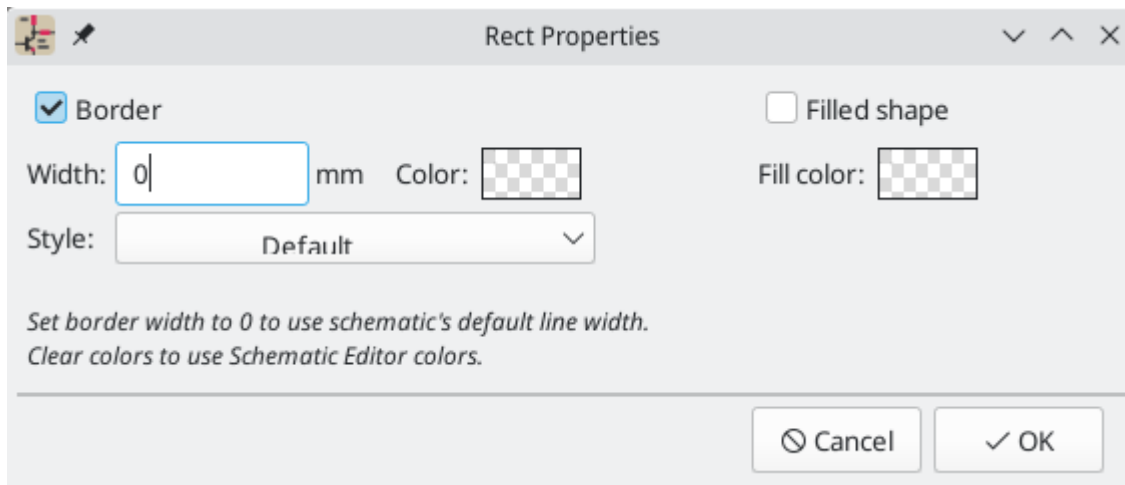 Rect Properties
Border
Filled shape
Width: 0 mm Color:
Fill color:
Style: Default
Set border width to 0 to use schematic's default line width.
Clear colors to use Schematic Editor colors.
Cancel
OK